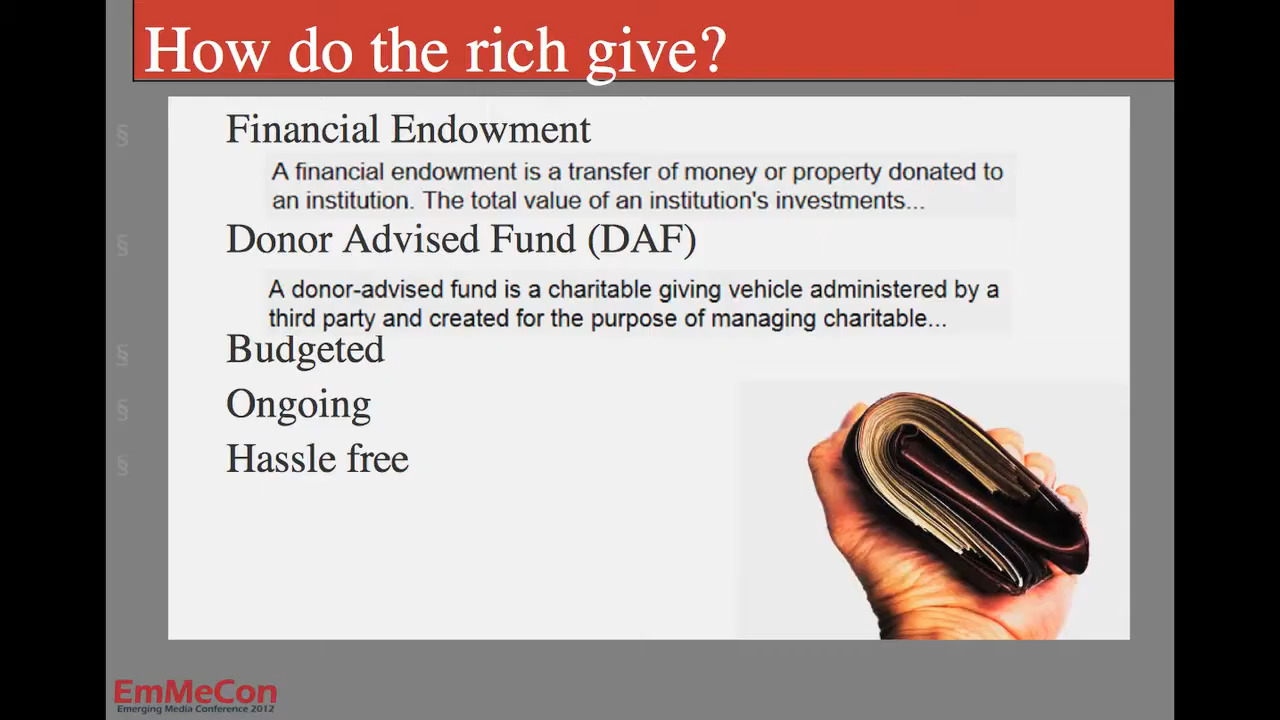 How do the rich give?
§ Financial Endowment
A financial endowment is a transfer of money or property donated to
an institution. The total value of an institution's investments...
§ Donor Advised Fund (DAF)
A donor-advised fund is a charitable giving vehicle administered by a
third party and created for the purpose of managing charitable...
§ Budgeted
§ Ongoing
§ Hassle free
EmMeCon
Emerging Media Conference 2012